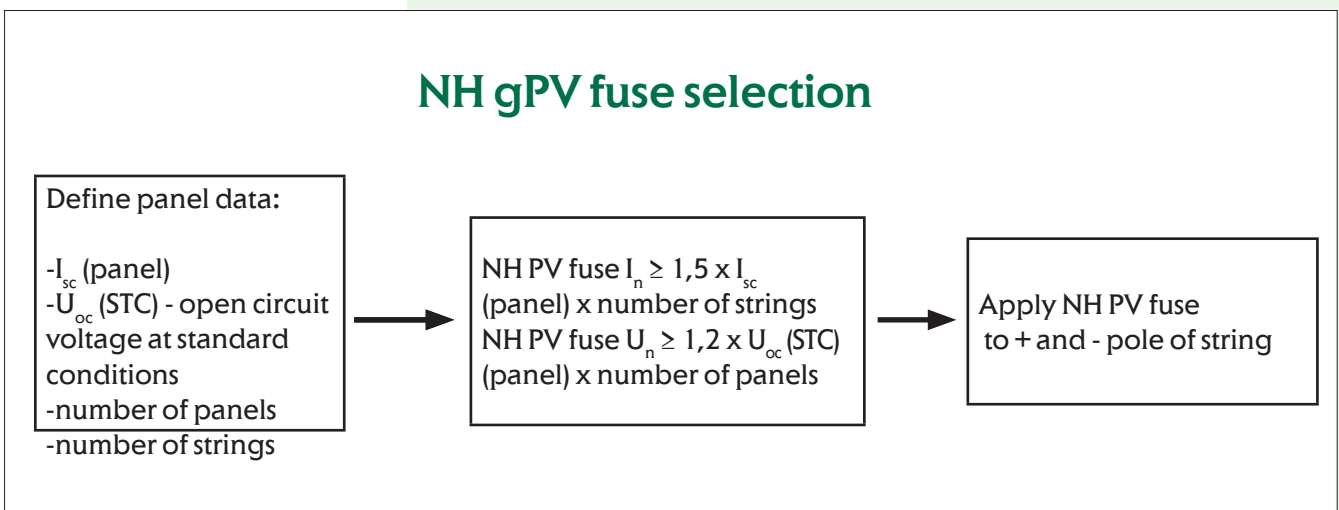 NH gPV fuse selection
Define panel data:
-Isc (panel)
-Uoc (STC) - open circuit
voltage at standard
conditions
-number of panels
-number of strings
NH PV fuse In ≥ 1,5 x Isc
(panel) x number of strings
NH PV fuse Un ≥ 1,2 x Uoc (STC)
(panel) x number of panels
Apply NH PV fuse
to + and - pole of string